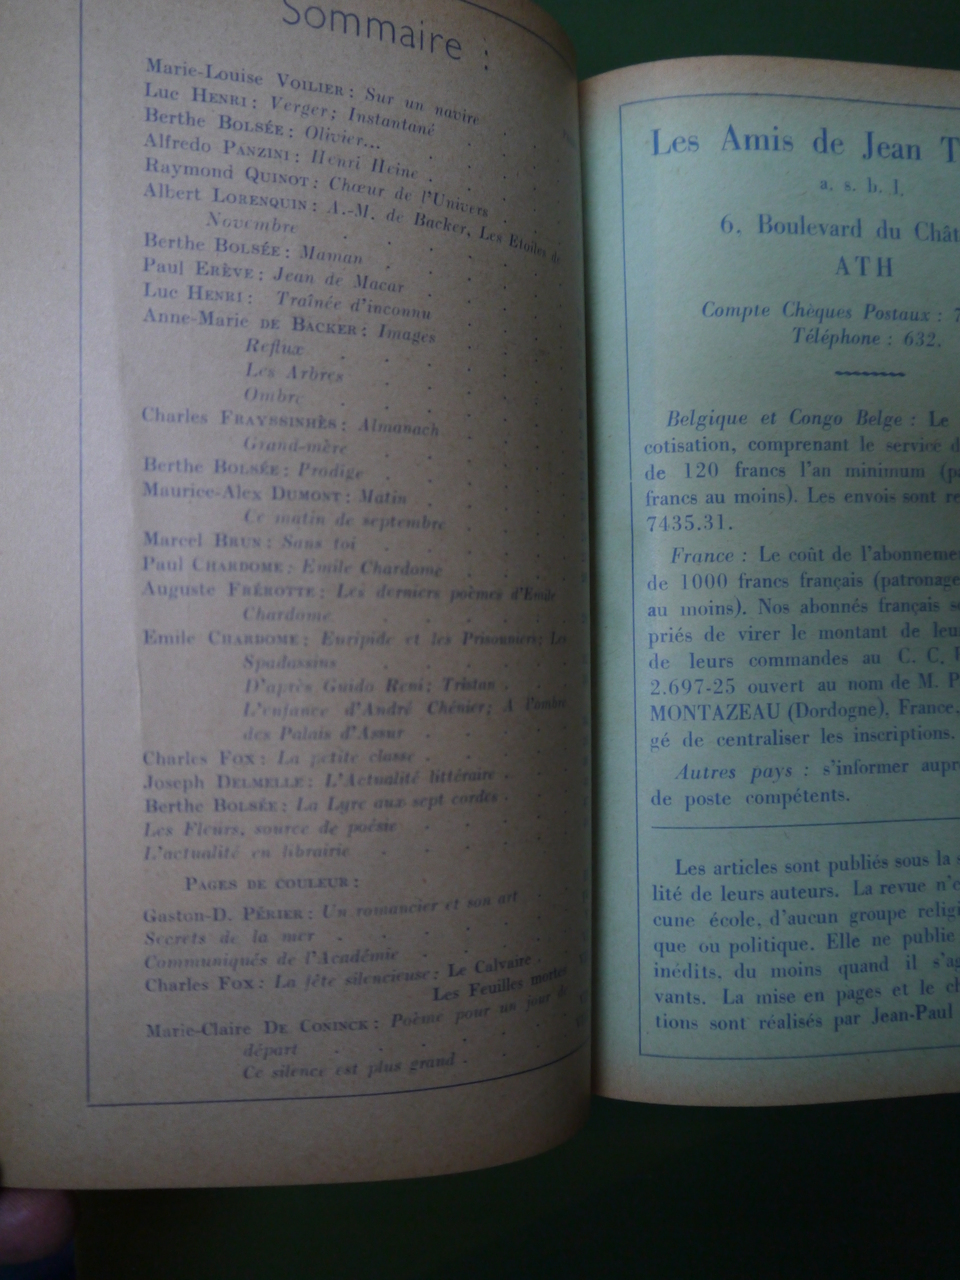 Sommaire :
Marie-Louise VOILIER : Sur un navire
Luc HENRI : Verger ; Instantané
Berthe BOLSÉE : Olivier...
Alfredo PANZINI : Henri Heine
Raymond QUINOT : Chœur de l'Univers
Albert LORENQUIN : A.-M. de Backer, Les Etoiles de
Novembre
Berthe BOLSÉE : Maman
Paul ERÈVE : Jean de Macar
Luc HENRI : Traînée d'inconnu
Anne-Marie DE BACKER : Images
Reflux
Les Arbres
Ombre
Charles FRAYSSINHÈS : Almanach
Grand-mère
Berthe BOLSÉE : Prodige
Maurice-Alex DUMONT : Matin
Ce matin de septembre
Marcel BRUN : Sans toi
Paul CHARDOME : Emile Chardome
Auguste FRÉROTTE : Les derniers poèmes d'Emile
Chardome
Emile CHARDOME : Euripide et les Prisonniers ; Les
Spadassins
D'après Guido Reni ; Tristan
L'enfance d'André Chénier ; A l'ombre
des Palais d'Assur
Charles FOX : La petite classe
Joseph DELMELLE : L'Actualité littéraire
Berthe BOLSÉE : La Lyre aux sept cordes
Les Fleurs, source de poésie
L'actualité en librairie
PAGES DE COULEUR :
Gaston-D. PÉRIER : Un romancier et son art
Secrets de la mer
Communiqués de l'Académie
Charles FOX : La fête silencieuse : Le Calvaire
Les Feuilles mortes
Marie-Claire DE CONINCK : Poème pour un jour de
départ
Ce silence est plus grand
Les Amis de Jean T
a. s. b. l.
6, Boulevard du Chât
ATH
Compte Chèques Postaux : 7
Téléphone : 632.
Belgique et Congo Belge : Le
cotisation, comprenant le service d
de 120 francs l'an minimum (pa
francs au moins). Les envois sont re
7435.31.
France : Le coût de l'abonneme
de 1000 francs français (patronage
au moins). Nos abonnés français s
priés de virer le montant de leu
de leurs commandes au C. C. P
2.697-25 ouvert au nom de M. P
MONTAZEAU (Dordogne), France,
gé de centraliser les inscriptions.
Autres pays : s'informer aupr
de poste compétents.
Les articles sont publiés sous la
lité de leurs auteurs. La revue n'e
cune école, d'aucun groupe religi
que ou politique. Elle ne publie
inédits, du moins quand il s'ag
vants. La mise en pages et le ch
tions sont réalisés par Jean-Paul